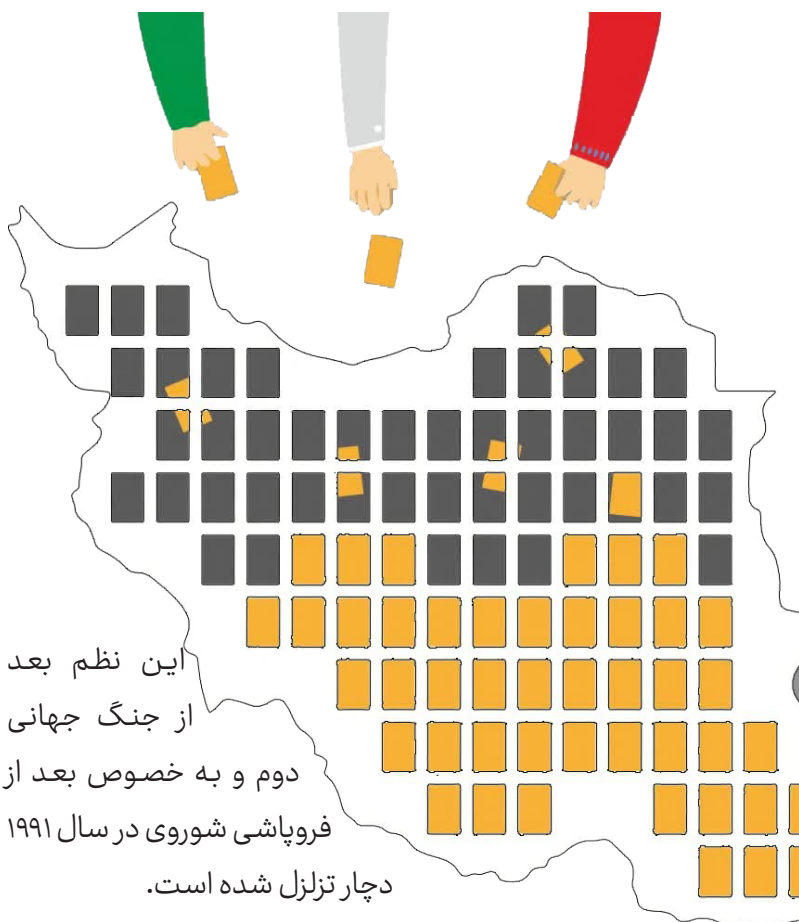 این نظم بعد
از جنگ جهانی
دوم و به خصوص بعد از
فروپاشی شوروی در سال ۱۹۹۱
دچار تزلزل شده است.